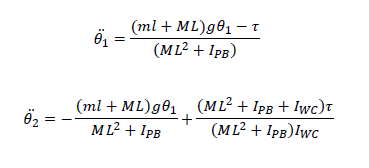 θ̈₁ = ((ml + ML)gθ₁ − τ) / (ML² + I_PB)
θ̈₂ = − (ml + ML)gθ₁ / (ML² + I_PB) + (ML² + I_PB + I_WC)τ / ((ML² + I_PB)I_WC)